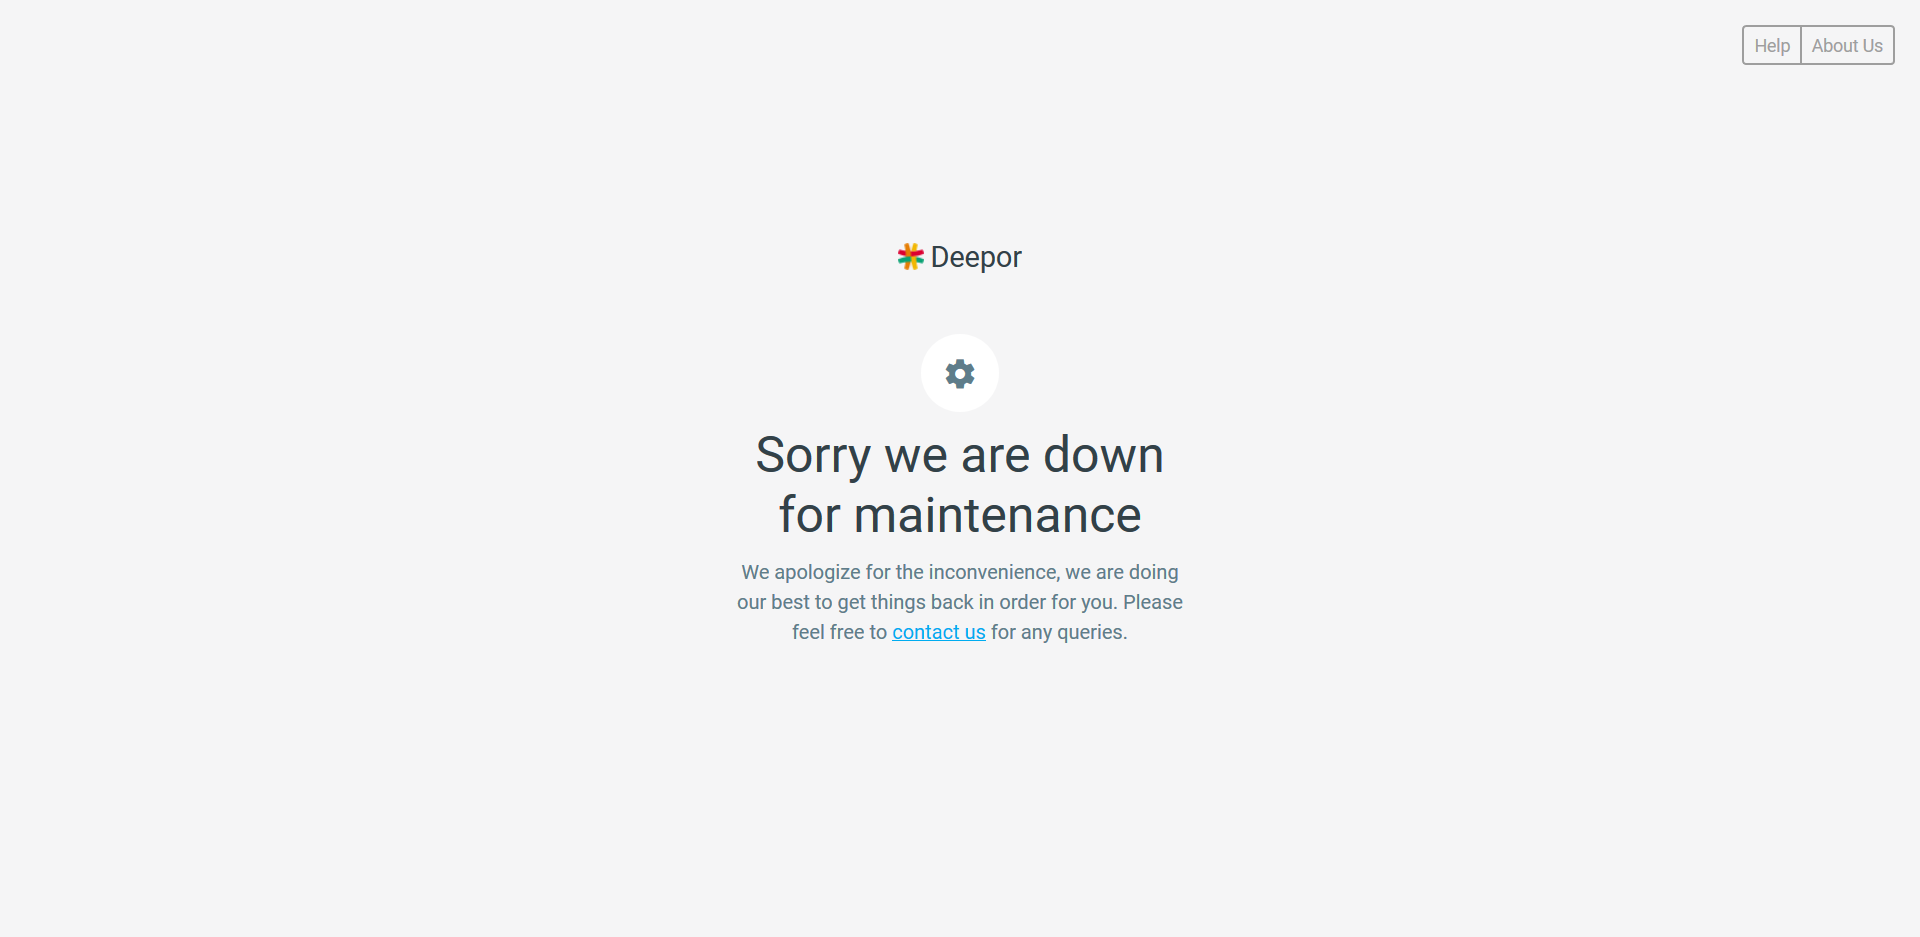 Help
About Us
Deepor
Sorry we are down
for maintenance
We apologize for the inconvenience, we are doing
our best to get things back in order for you. Please
feel free to contact us for any queries.